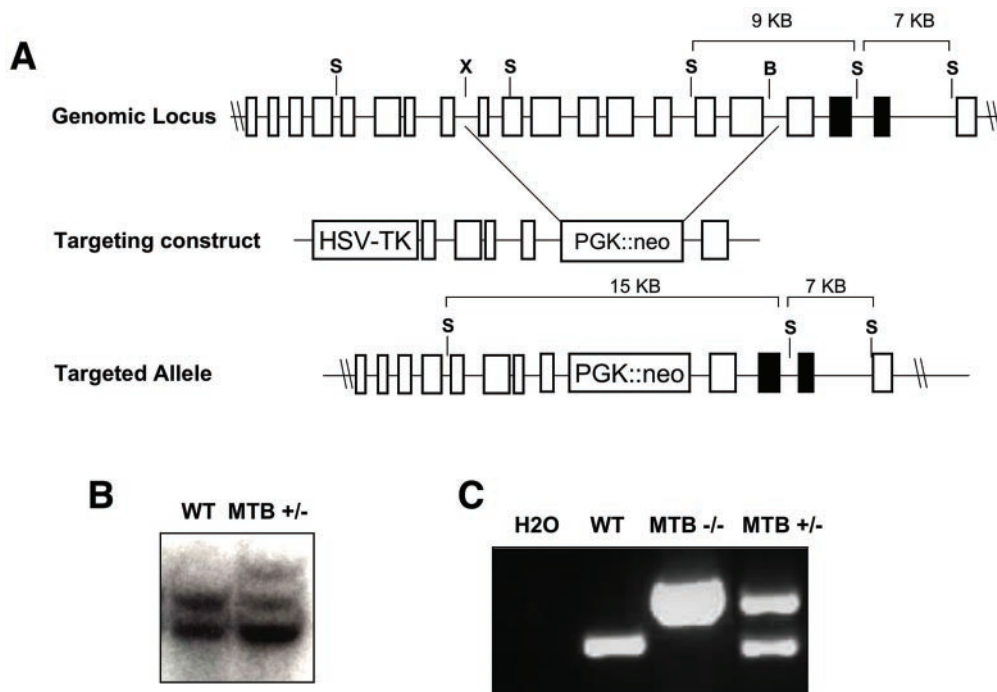 A
9 KB 7 KB
S X S S B S S
Genomic Locus
Targeting construct
HSV-TK PGK::neo
15 KB 7 KB
S S S
Targeted Allele
PGK::neo
B
WT MTB +/-
C
H2O WT MTB -/- MTB +/-